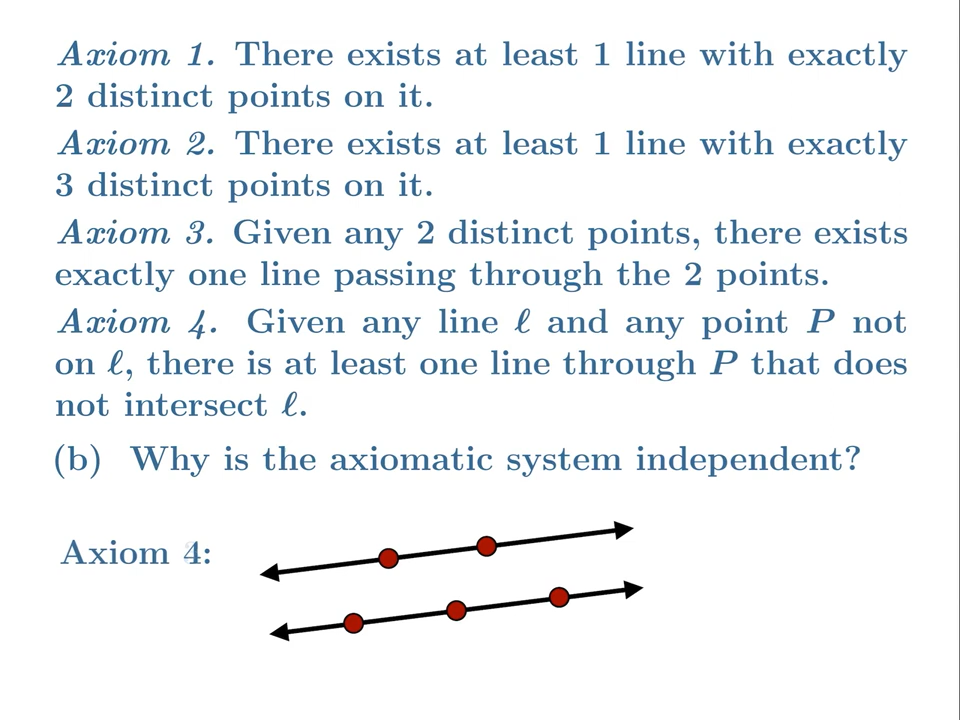 Axiom 1. There exists at least 1 line with exactly
2 distinct points on it.
Axiom 2. There exists at least 1 line with exactly
3 distinct points on it.
Axiom 3. Given any 2 distinct points, there exists
exactly one line passing through the 2 points.
Axiom 4. Given any line ℓ and any point P not
on ℓ, there is at least one line through P that does
not intersect ℓ.
(b) Why is the axiomatic system independent?
Axiom 4: